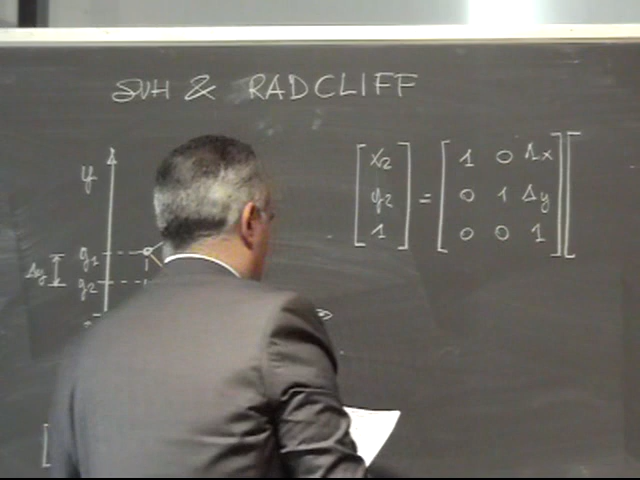 SUH & RADCLIFF
y
y1
Δy
y2
[ x2 ] = [ 1 0 Δx ] [
[ y2 ] [ 0 1 Δy ]
[ 1 ] [ 0 0 1 ]